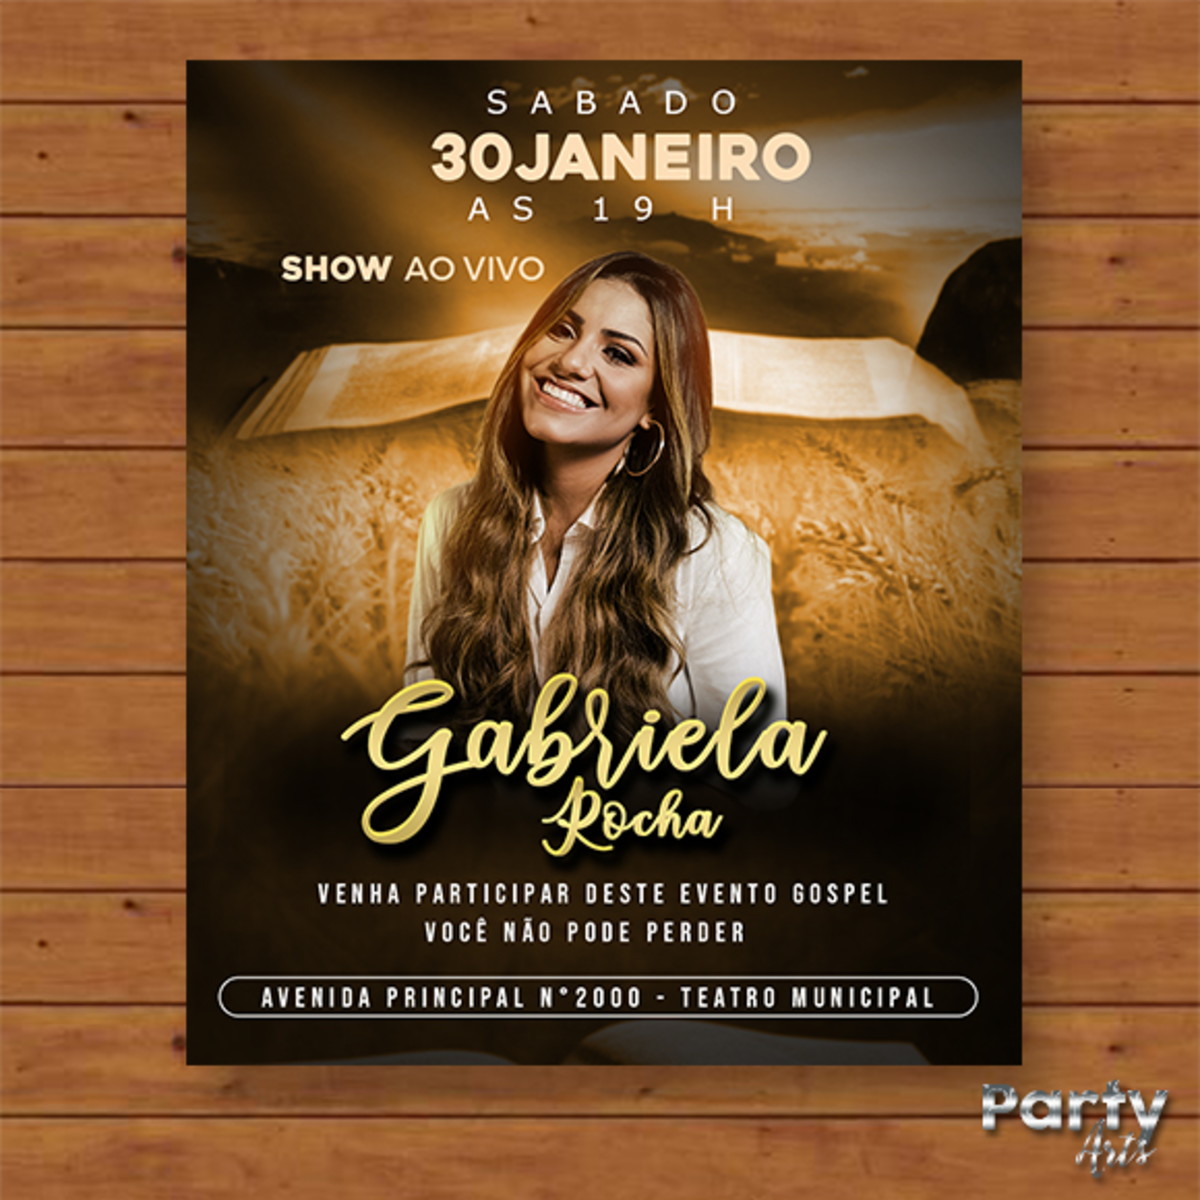 SABADO
30JANEIRO
AS 19 H
SHOW AO VIVO
Gabriela
Rocha
VENHA PARTICIPAR DESTE EVENTO GOSPEL
VOCÊ NÃO PODE PERDER
AVENIDA PRINCIPAL N°2000 - TEATRO MUNICIPAL
Party
Arts